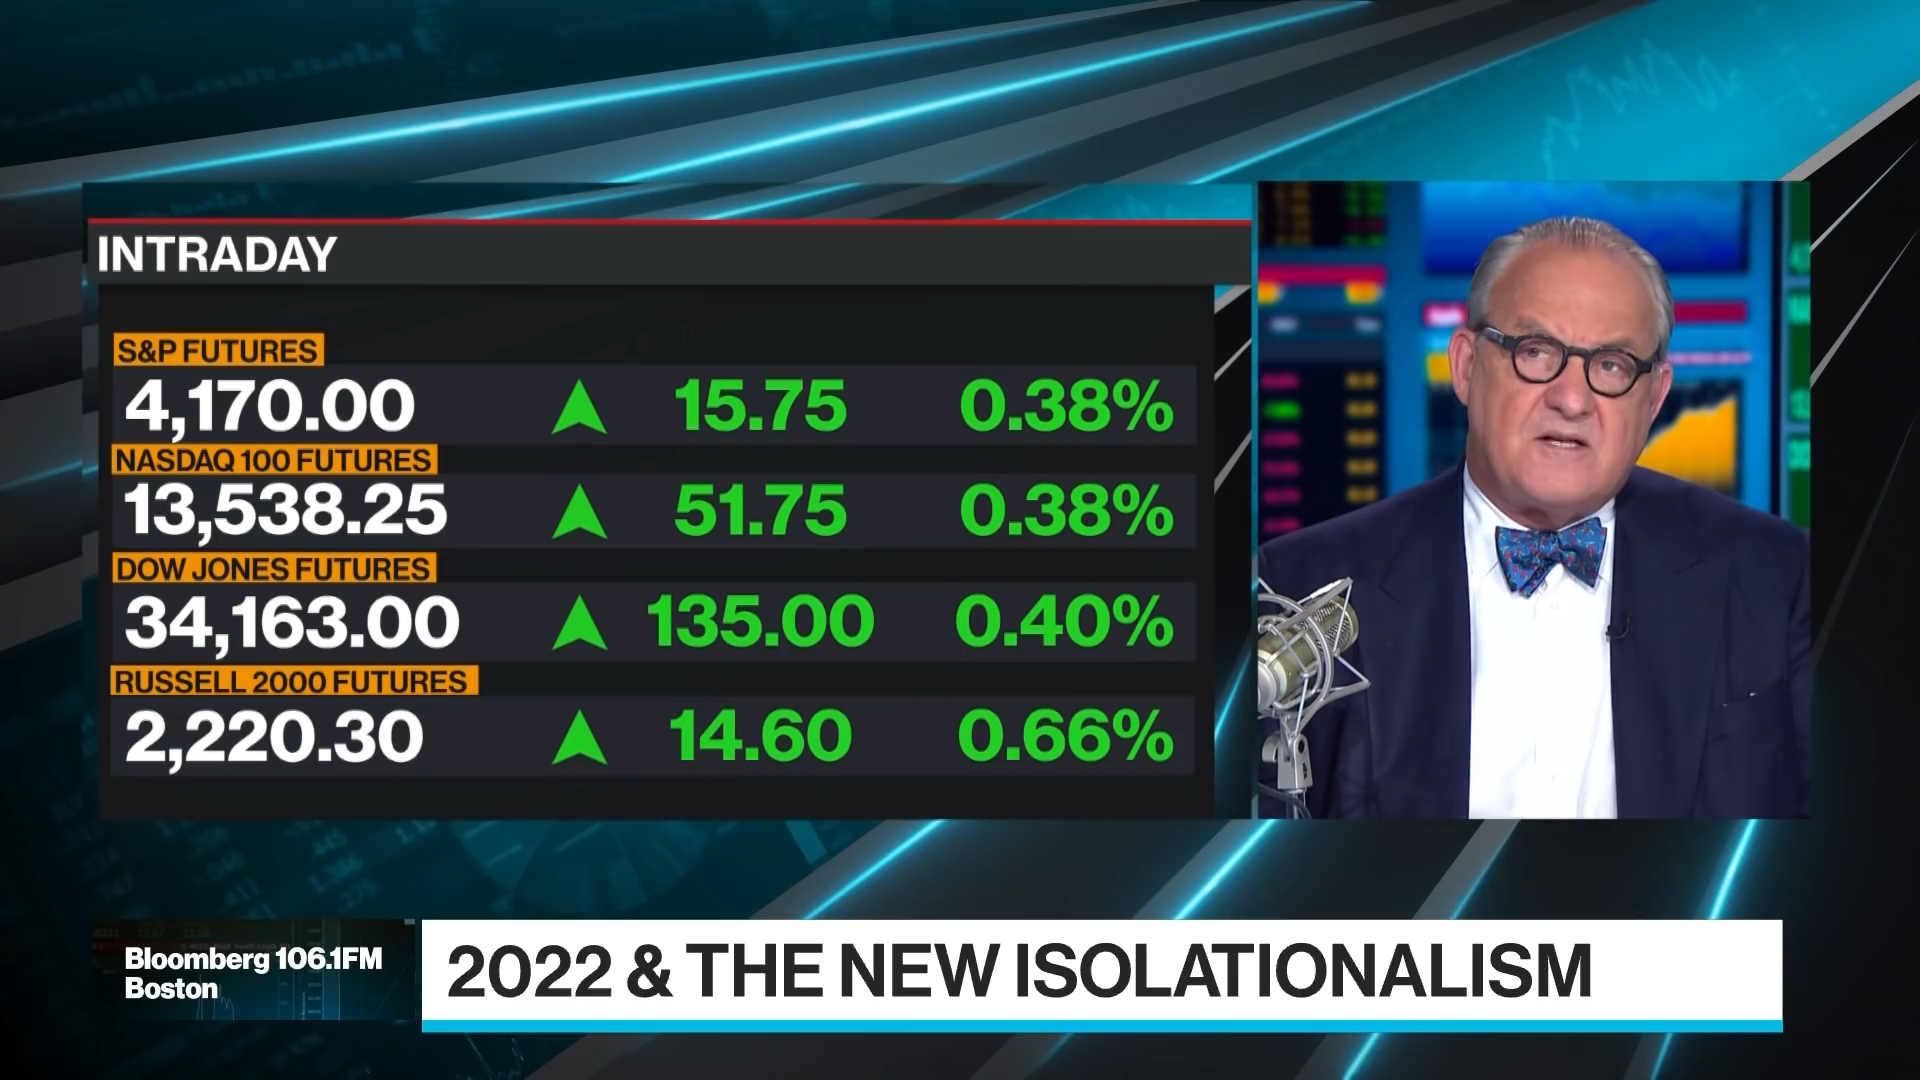 INTRADAY
S&P FUTURES
4,170.00 ▲ 15.75 0.38%
NASDAQ 100 FUTURES
13,538.25 ▲ 51.75 0.38%
DOW JONES FUTURES
34,163.00 ▲ 135.00 0.40%
RUSSELL 2000 FUTURES
2,220.30 ▲ 14.60 0.66%
Bloomberg 106.1FM
Boston
2022 & THE NEW ISOLATIONALISM